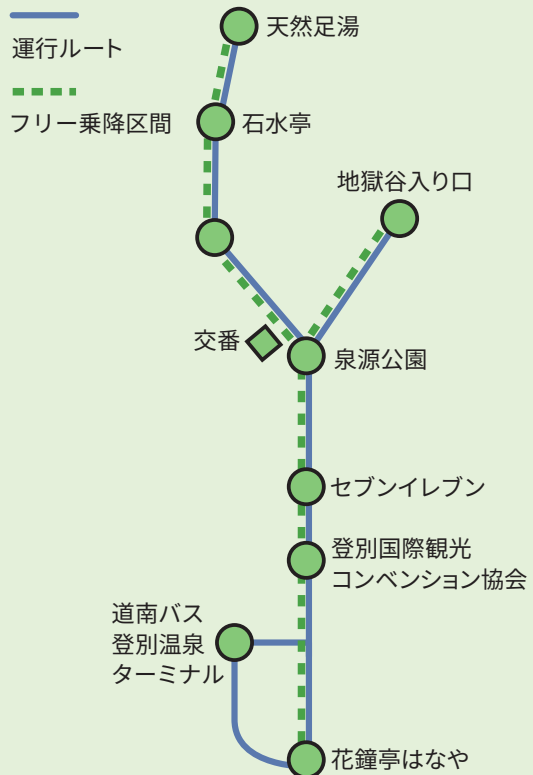 運行ルート
フリー乗降区間
天然足湯
石水亭
地獄谷入り口
交番
泉源公園
セブンイレブン
登別国際観光
コンベンション協会
道南バス
登別温泉
ターミナル
花鐘亭はなや